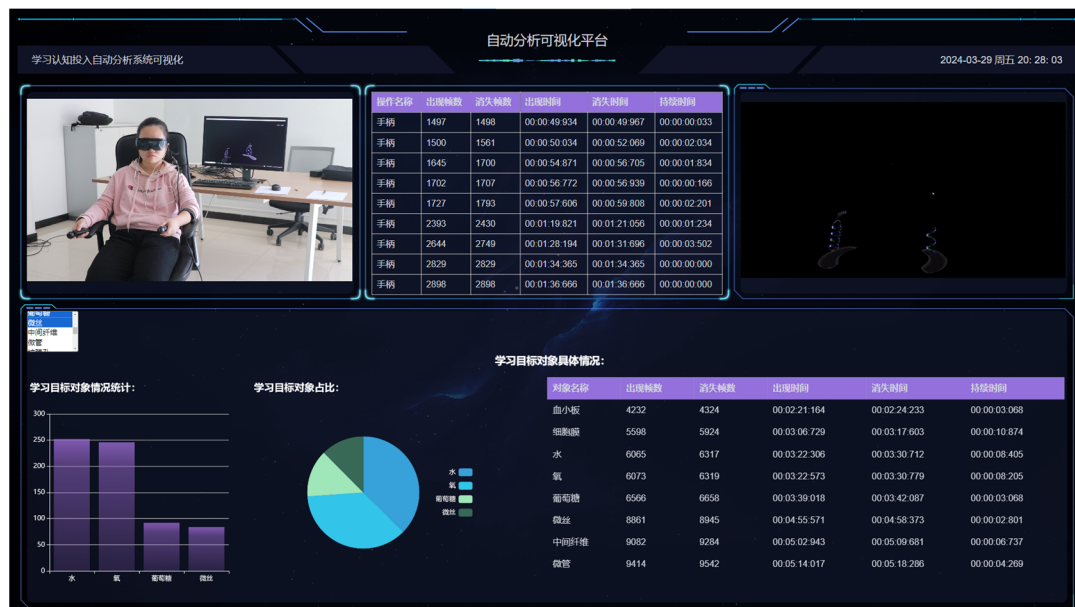 自动分析可视化平台
学习认知投入自动分析系统可视化
2024-03-29 周五 20: 28: 03
操作名称 出现帧数 消失帧数 出现时间 消失时间 持续时间
手柄 1497 1498 00:00:49:934 00:00:49:967 00:00:00:033
手柄 1500 1561 00:00:50:034 00:00:52:069 00:00:02:034
手柄 1645 1700 00:00:54:871 00:00:56:705 00:00:01:834
手柄 1702 1707 00:00:56:772 00:00:56:939 00:00:00:166
手柄 1727 1793 00:00:57:606 00:00:59:808 00:00:02:201
手柄 2393 2430 00:01:19:821 00:01:21:056 00:00:01:234
手柄 2644 2749 00:01:28:194 00:01:31:696 00:00:03:502
手柄 2829 2829 00:01:34:365 00:01:34:365 00:00:00:000
手柄 2898 2898 00:01:36:666 00:01:36:666 00:00:00:000
葡萄糖
微丝
中间纤维
微管
学习目标对象情况统计：
300
250
200
150
100
50
0
水 氧 葡萄糖 微丝
学习目标对象占比：
水
氧
葡萄糖
微丝
学习目标对象具体情况：
对象名称 出现帧数 消失帧数 出现时间 消失时间 持续时间
血小板 4232 4324 00:02:21:164 00:02:24:233 00:00:03:068
细胞膜 5598 5924 00:03:06:729 00:03:17:603 00:00:10:874
水 6065 6317 00:03:22:306 00:03:30:712 00:00:08:405
氧 6073 6319 00:03:22:573 00:03:30:779 00:00:08:205
葡萄糖 6566 6658 00:03:39:018 00:03:42:087 00:00:03:068
微丝 8861 8945 00:04:55:571 00:04:58:373 00:00:02:801
中间纤维 9082 9284 00:05:02:943 00:05:09:681 00:00:06:737
微管 9414 9542 00:05:14:017 00:05:18:286 00:00:04:269